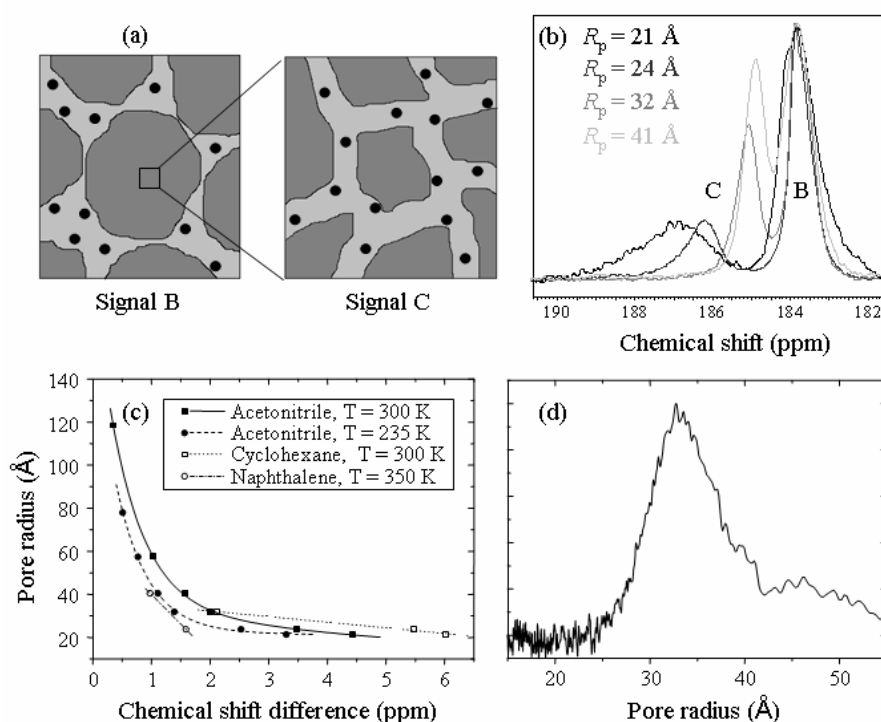 (a)
Signal B
Signal C
(b)
Rp = 21 Å
Rp = 24 Å
Rp = 32 Å
Rp = 41 Å
C
B
190 188 186 184 182
Chemical shift (ppm)
(c)
Acetonitrile, T = 300 K
Acetonitrile, T = 235 K
Cyclohexane, T = 300 K
Naphthalene, T = 350 K
140
120
100
80
60
40
20
Pore radius (Å)
0 1 2 3 4 5 6
Chemical shift difference (ppm)
(d)
20 30 40 50
Pore radius (Å)